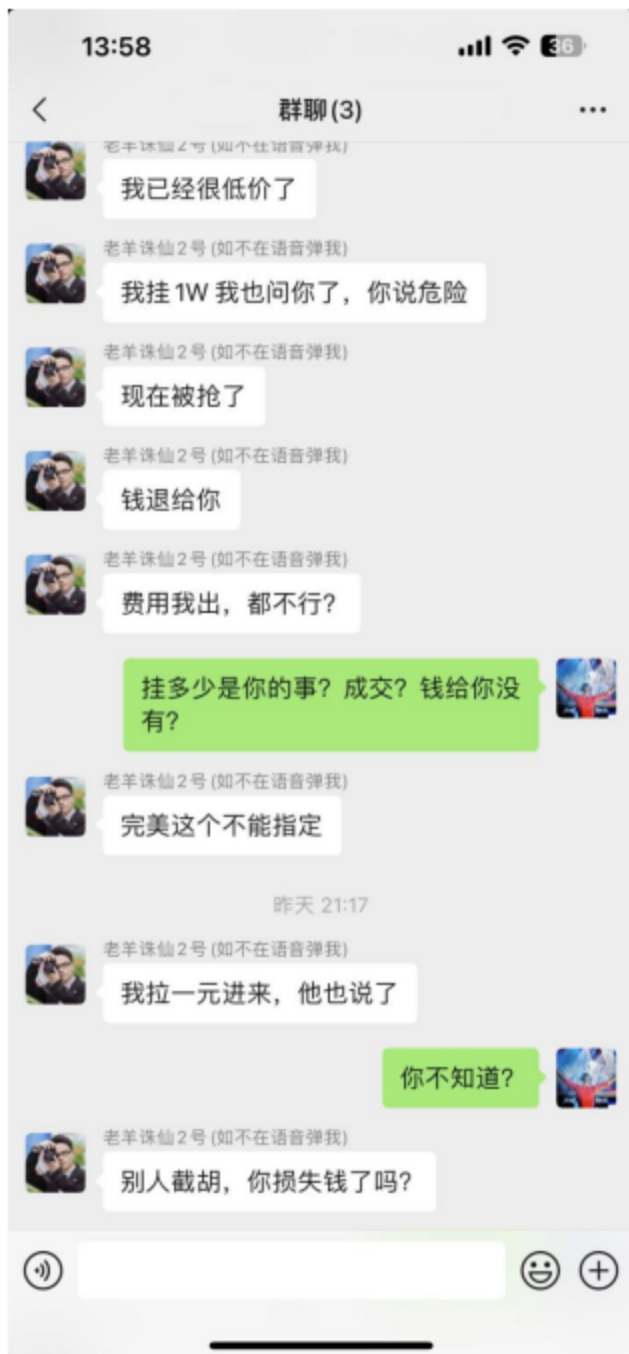 13:58
36
群聊(3)
老羊诛仙2号(如不在语音弹我)
我已经很低价了
老羊诛仙2号(如不在语音弹我)
我挂1W 我也问你了，你说危险
老羊诛仙2号(如不在语音弹我)
现在被抢了
老羊诛仙2号(如不在语音弹我)
钱退给你
老羊诛仙2号(如不在语音弹我)
费用我出，都不行?
挂多少是你的事? 成交? 钱给你没
有?
老羊诛仙2号(如不在语音弹我)
完美这个不能指定
昨天 21:17
老羊诛仙2号(如不在语音弹我)
我拉一元进来，他也说了
你不知道?
老羊诛仙2号(如不在语音弹我)
别人截胡，你损失钱了吗?